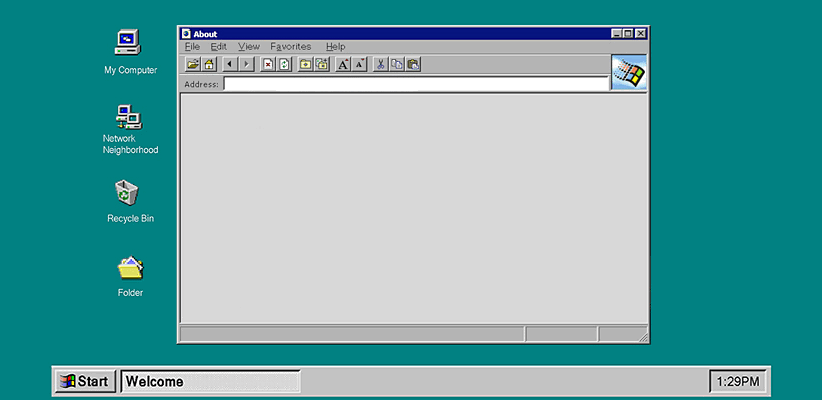 My Computer
Network
Neighborhood
Recycle Bin
Folder
About
File Edit View Favorites Help
A A
Address:
Start
Welcome
1:29PM